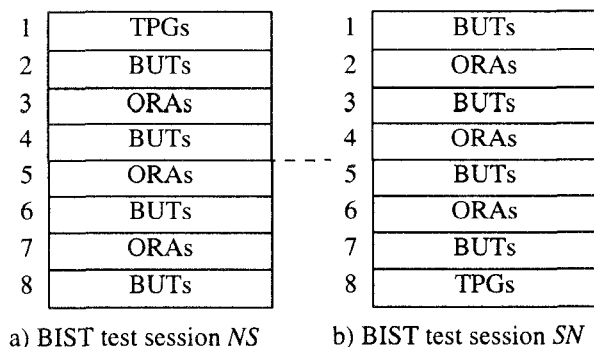 1 TPGs 1 BUTs
2 BUTs 2 ORAs
3 ORAs 3 BUTs
4 BUTs 4 ORAs
5 ORAs 5 BUTs
6 BUTs 6 ORAs
7 ORAs 7 BUTs
8 BUTs 8 TPGs
a) BIST test session NS b) BIST test session SN